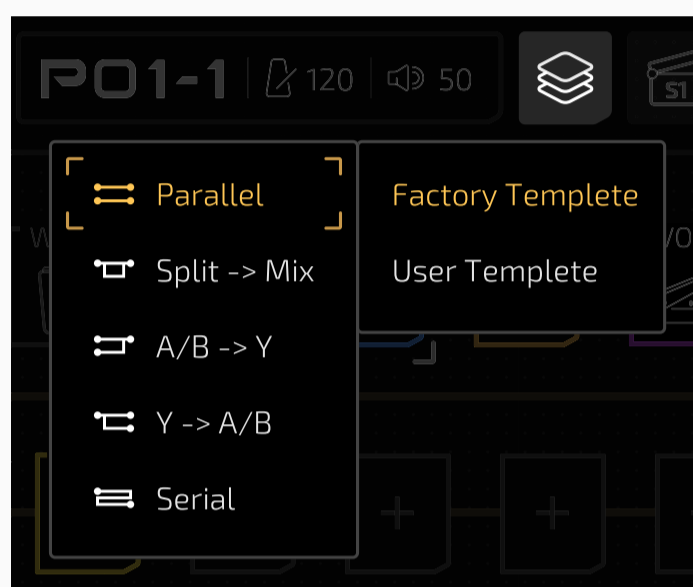 P01-1 120 50
S1
Parallel
Split -> Mix
A/B -> Y
Y -> A/B
Serial
Factory Templete
User Templete